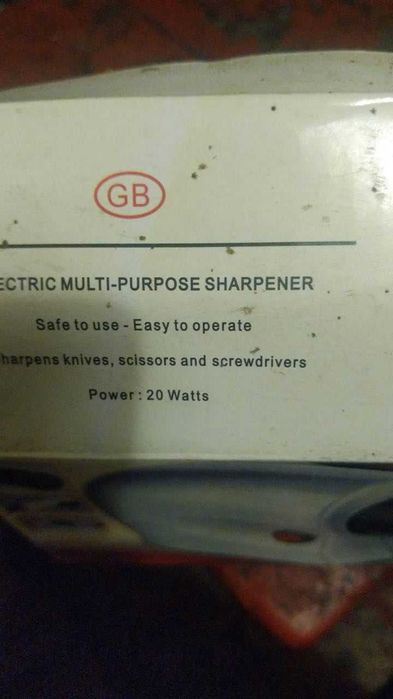 GB
ECTRIC MULTI-PURPOSE SHARPENER
Safe to use - Easy to operate
harpens knives, scissors and screwdrivers
Power : 20 Watts